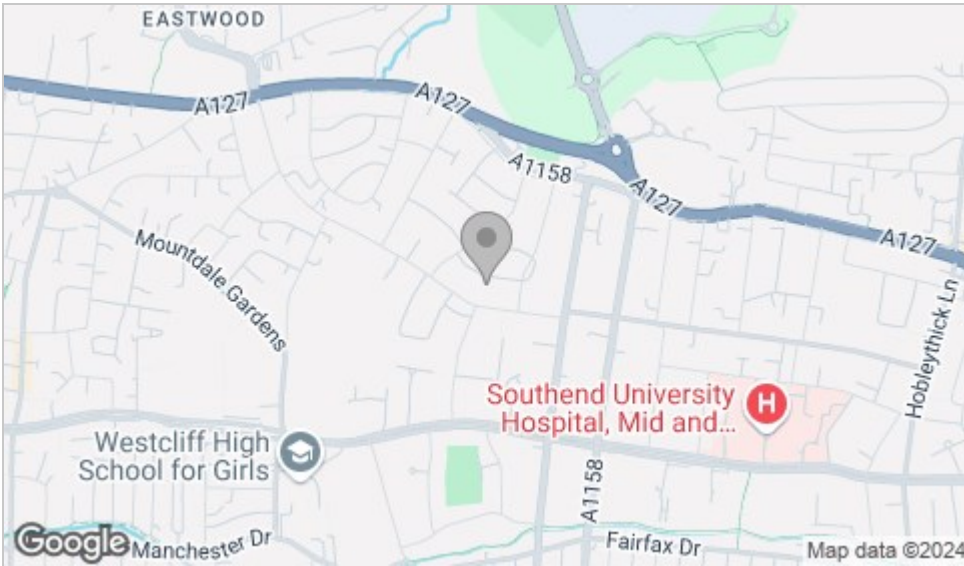 EASTWOOD
A127
A127
A1158
A127
A127
Mountdale Gardens
Hobleythick Ln
Southend University
Hospital, Mid and...
H
Westcliff High
School for Girls
A1158
Google
Manchester Dr
Fairfax Dr
Map data ©2024